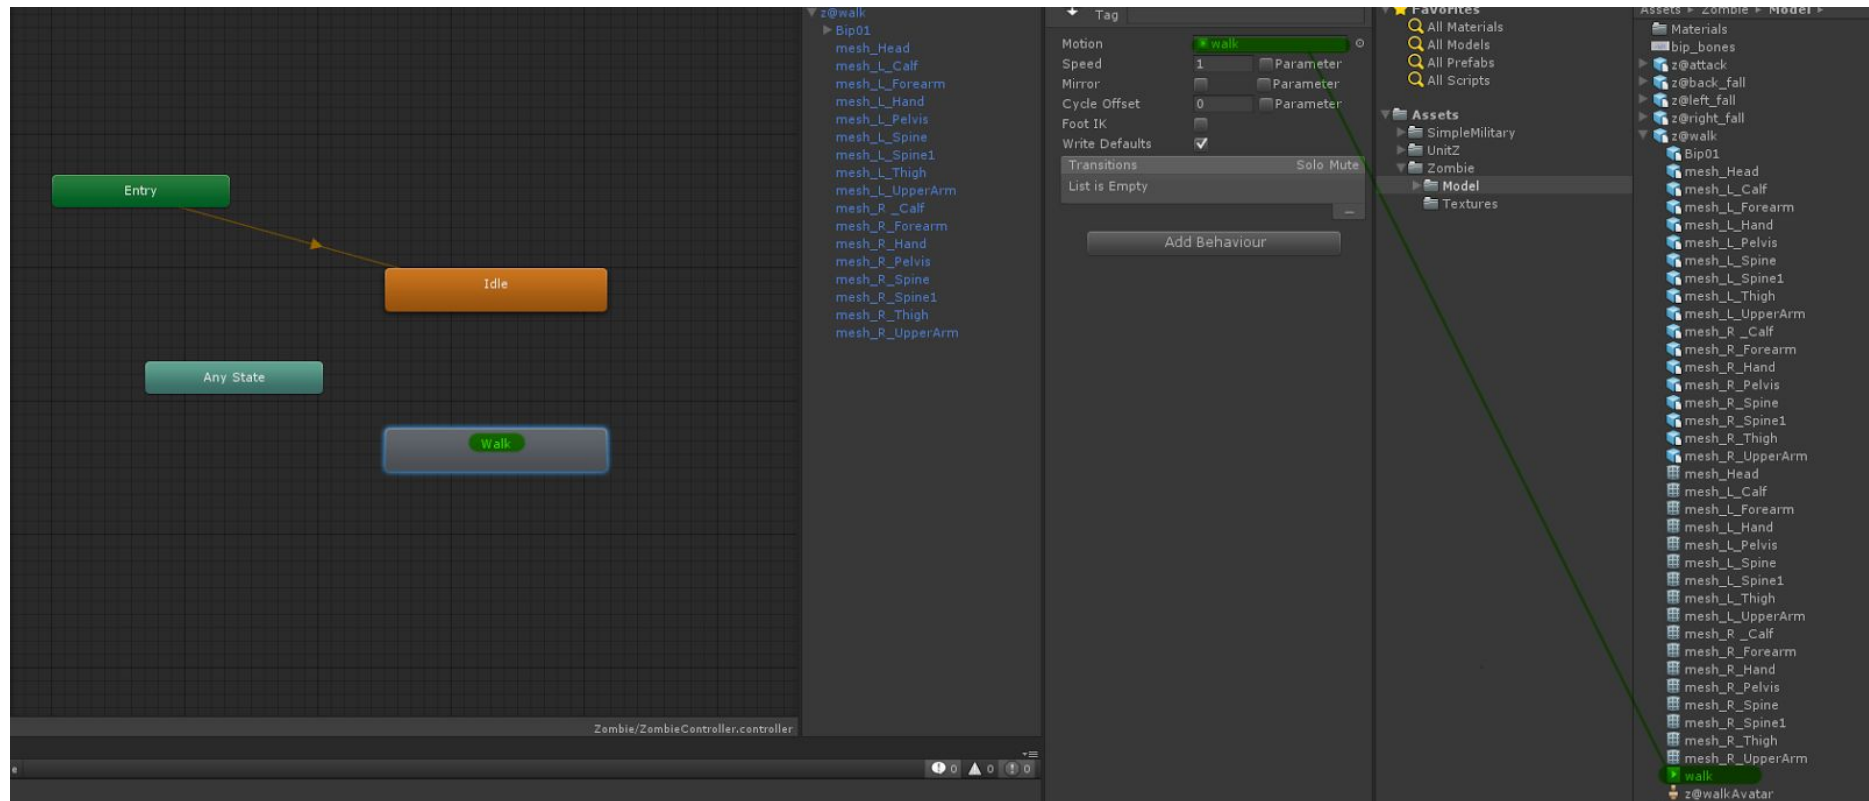 Entry
Idle
Any State
Walk
Zombie/ZombieController.controller
0 0 0
z@walk
Bip01
mesh_Head
mesh_L_Calf
mesh_L_Forearm
mesh_L_Hand
mesh_L_Pelvis
mesh_L_Spine
mesh_L_Spine1
mesh_L_Thigh
mesh_L_UpperArm
mesh_R _Calf
mesh_R_Forearm
mesh_R_Hand
mesh_R_Pelvis
mesh_R_Spine
mesh_R_Spine1
mesh_R_Thigh
mesh_R_UpperArm
Tag
Motion walk
Speed 1 Parameter
Mirror Parameter
Cycle Offset 0 Parameter
Foot IK
Write Defaults
Transitions Solo Mute
List is Empty
Add Behaviour
Favorites
All Materials
All Models
All Prefabs
All Scripts
Assets
SimpleMilitary
UnitZ
Zombie
Model
Textures
Assets Zombie Model
Materials
bip_bones
z@attack
z@back_fall
z@left_fall
z@right_fall
z@walk
Bip01
mesh_Head
mesh_L_Calf
mesh_L_Forearm
mesh_L_Hand
mesh_L_Pelvis
mesh_L_Spine
mesh_L_Spine1
mesh_L_Thigh
mesh_L_UpperArm
mesh_R _Calf
mesh_R_Forearm
mesh_R_Hand
mesh_R_Pelvis
mesh_R_Spine
mesh_R_Spine1
mesh_R_Thigh
mesh_R_UpperArm
mesh_Head
mesh_L_Calf
mesh_L_Forearm
mesh_L_Hand
mesh_L_Pelvis
mesh_L_Spine
mesh_L_Spine1
mesh_L_Thigh
mesh_L_UpperArm
mesh_R _Calf
mesh_R_Forearm
mesh_R_Hand
mesh_R_Pelvis
mesh_R_Spine
mesh_R_Spine1
mesh_R_Thigh
mesh_R_UpperArm
walk
z@walkAvatar